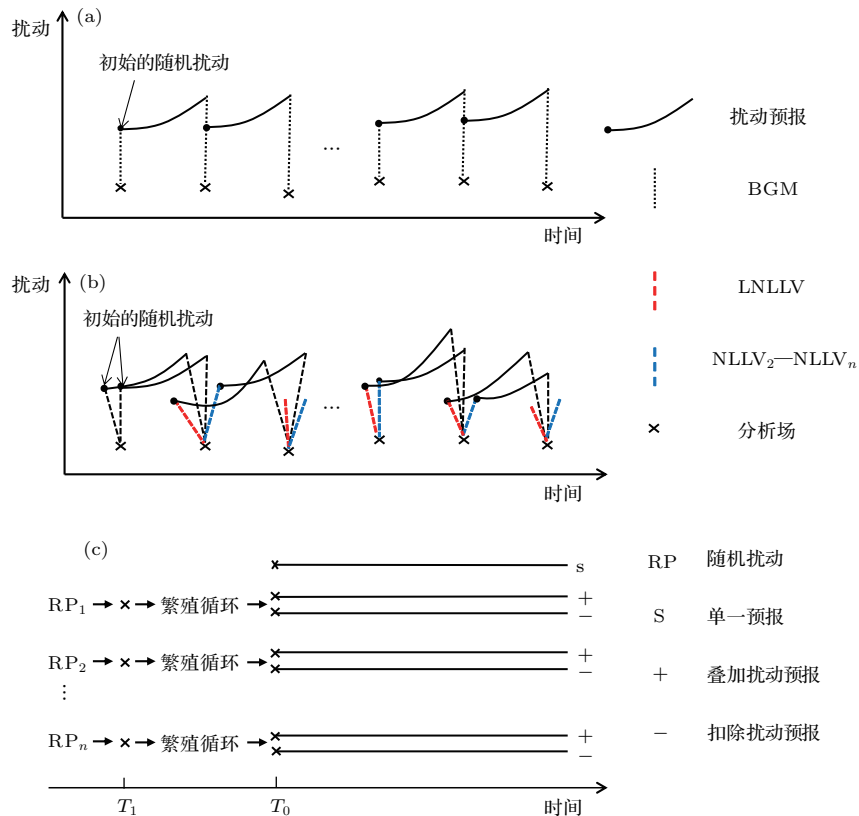 (a)
扰动
初始的随机扰动
...
时间
扰动预报
BGM
LNLLV
NLLV₂—NLLVₙ
分析场
(b)
扰动
初始的随机扰动
...
时间
(c)
s
RP₁ 繁殖循环 +
−
RP₂ 繁殖循环 +
−
⋮
RPₙ 繁殖循环 +
−
T₁ T₀ 时间
RP 随机扰动
S 单一预报
+ 叠加扰动预报
− 扣除扰动预报